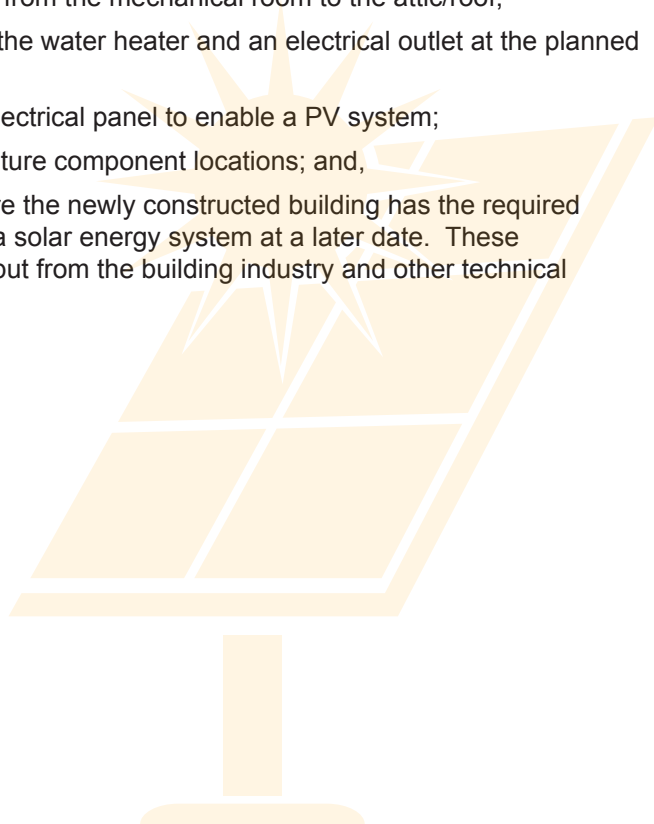 from the mechanical room to the attic/roof;
the water heater and an electrical outlet at the planned
ectrical panel to enable a PV system;
ture component locations; and,
e the newly constructed building has the required
a solar energy system at a later date. These
out from the building industry and other technical